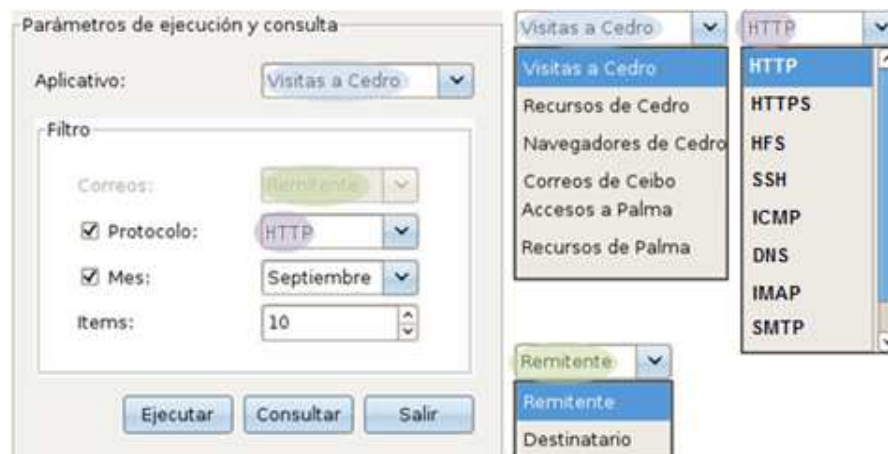 Parámetros de ejecución y consulta
Aplicativo: Visitas a Cedro
Filtro
Correos: Remitente
Protocolo: HTTP
Mes: Septiembre
Items: 10
Ejecutar Consultar Salir
Visitas a Cedro
Visitas a Cedro
Recursos de Cedro
Navegadores de Cedro
Correos de Ceibo
Accesos a Palma
Recursos de Palma
Remitente
Remitente
Destinatario
HTTP
HTTP
HTTPS
HFS
SSH
ICMP
DNS
IMAP
SMTP